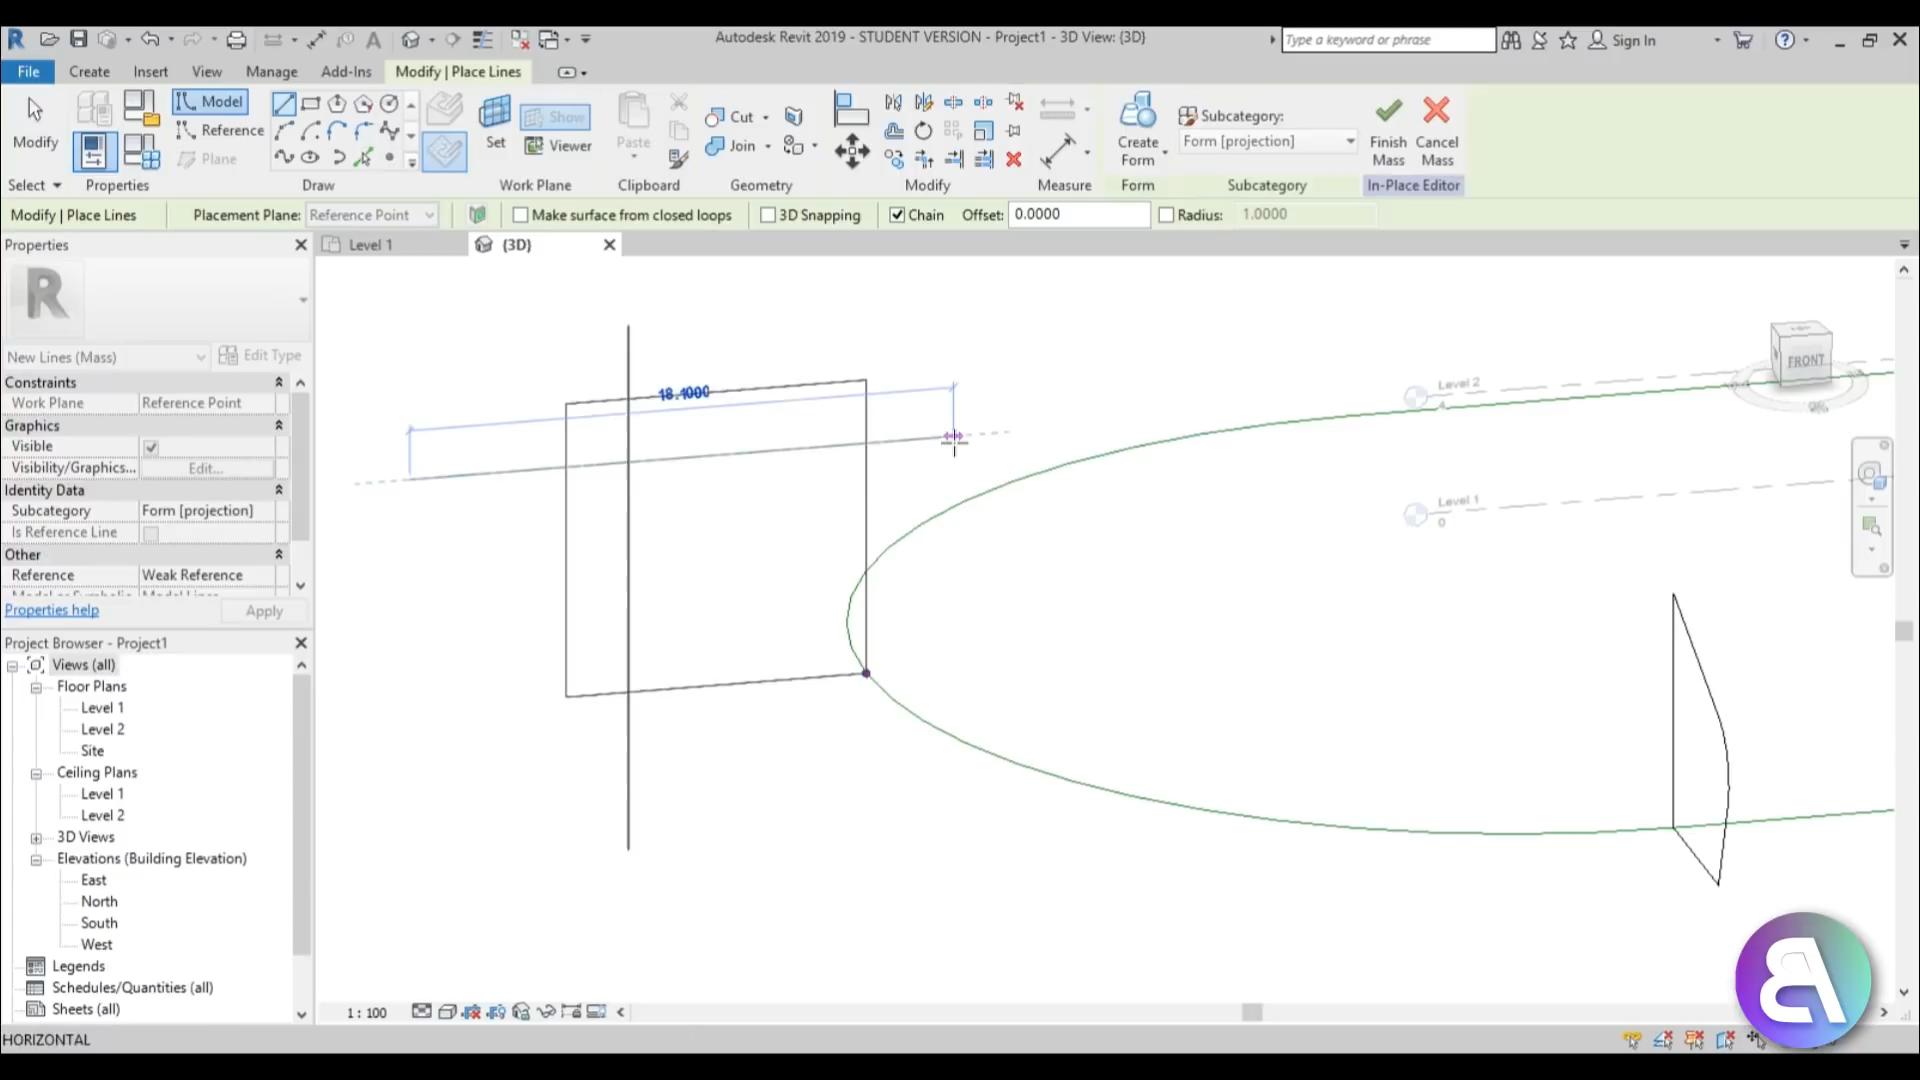 Autodesk Revit 2019 - STUDENT VERSION - Project1 - 3D View: {3D}
Type a keyword or phrase
Sign In
File Create Insert View Manage Add-Ins Modify | Place Lines
Modify
Model
Reference
Plane
Set
Show
Viewer
Paste
Cut
Join
Create Form
Subcategory:
Form [projection]
Finish Mass
Cancel Mass
Select Properties Draw Work Plane Clipboard Geometry Modify Measure Form Subcategory In-Place Editor
Modify | Place Lines Placement Plane: Reference Point Make surface from closed loops 3D Snapping Chain Offset: 0.0000 Radius: 1.0000
Properties
Level 1
{3D}
R
New Lines (Mass) Edit Type
Constraints
Work Plane Reference Point
Graphics
Visible
Visibility/Graphics... Edit...
Identity Data
Subcategory Form [projection]
Is Reference Line
Other
Reference Weak Reference
Properties help Apply
Project Browser - Project1
Views (all)
Floor Plans
Level 1
Level 2
Site
Ceiling Plans
Level 1
Level 2
3D Views
Elevations (Building Elevation)
East
North
South
West
Legends
Schedules/Quantities (all)
Sheets (all)
18.1000
Level 2
4
Level 1
0
FRONT
1 : 100
HORIZONTAL